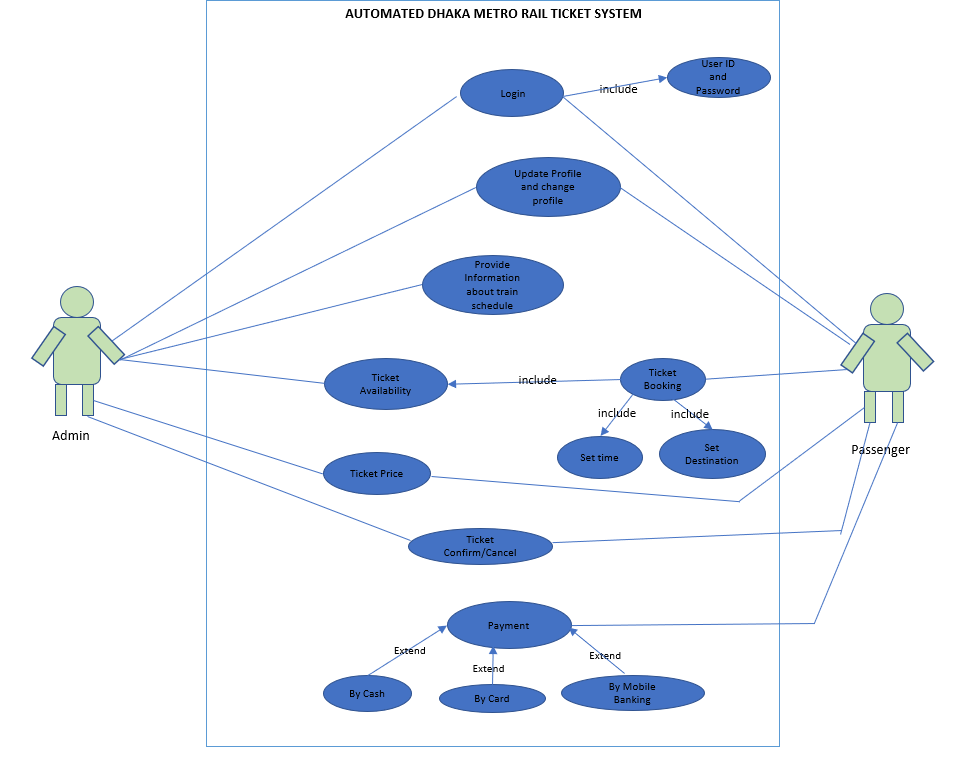 AUTOMATED DHAKA METRO RAIL TICKET SYSTEM
User ID
and
Password
Login
include
Update Profile
and change
profile
Provide
Information
about train
schedule
Ticket
Availability
include
Ticket
Booking
include
include
Set time
Set
Destination
Admin
Passenger
Ticket Price
Ticket
Confirm/Cancel
Payment
Extend
Extend
Extend
By Cash
By Card
By Mobile
Banking